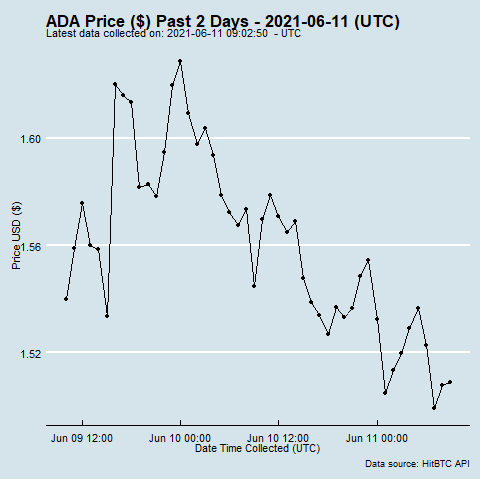 ADA Price ($) Past 2 Days - 2021-06-11 (UTC)
Latest data collected on: 2021-06-11 09:02:50  - UTC
Price USD ($)
1.60
1.56
1.52
Jun 09 12:00
Jun 10 00:00
Jun 10 12:00
Jun 11 00:00
Date Time Collected (UTC)
Data source: HitBTC API